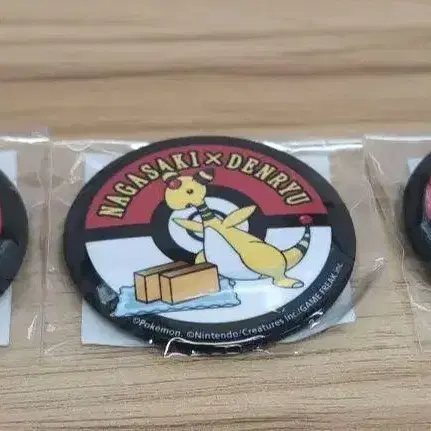 NAGASAKI×DENRYU
©Pokémon. ©Nintendo/Creatures Inc./GAME FREAK inc.